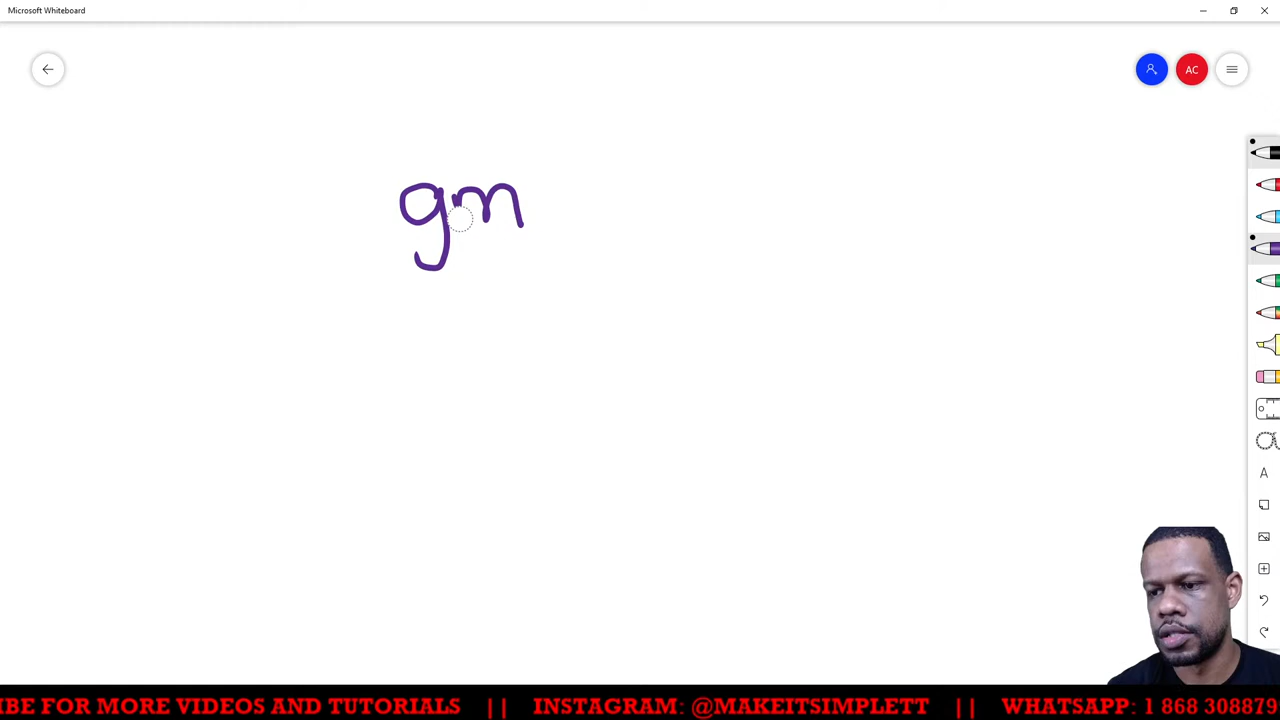 Microsoft Whiteboard
AC
gm
A
IBE FOR MORE VIDEOS AND TUTORIALS || INSTAGRAM: @MAKEITSIMPLETT || WHATSAPP: 1 868 308879